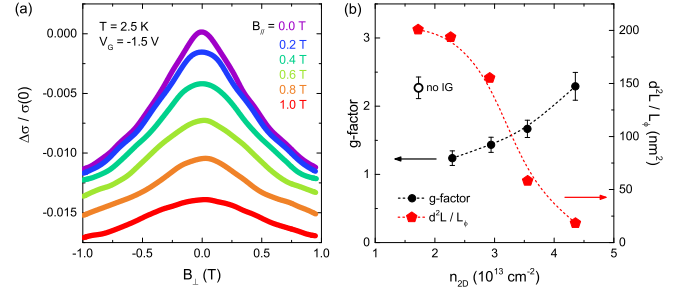 (a)
T = 2.5 K
V_G = -1.5 V
B_// = 0.0 T
0.2 T
0.4 T
0.6 T
0.8 T
1.0 T
0.000
-0.005
-0.010
-0.015
Δσ / σ(0)
-1.0 -0.5 0.0 0.5 1.0
B_⊥ (T)
(b)
no IG
g-factor
d²L / L_ϕ
3
2
1
0
g-factor
200
150
100
50
0
d²L / L_ϕ (nm²)
1 2 3 4 5
n_2D (10¹³ cm⁻²)